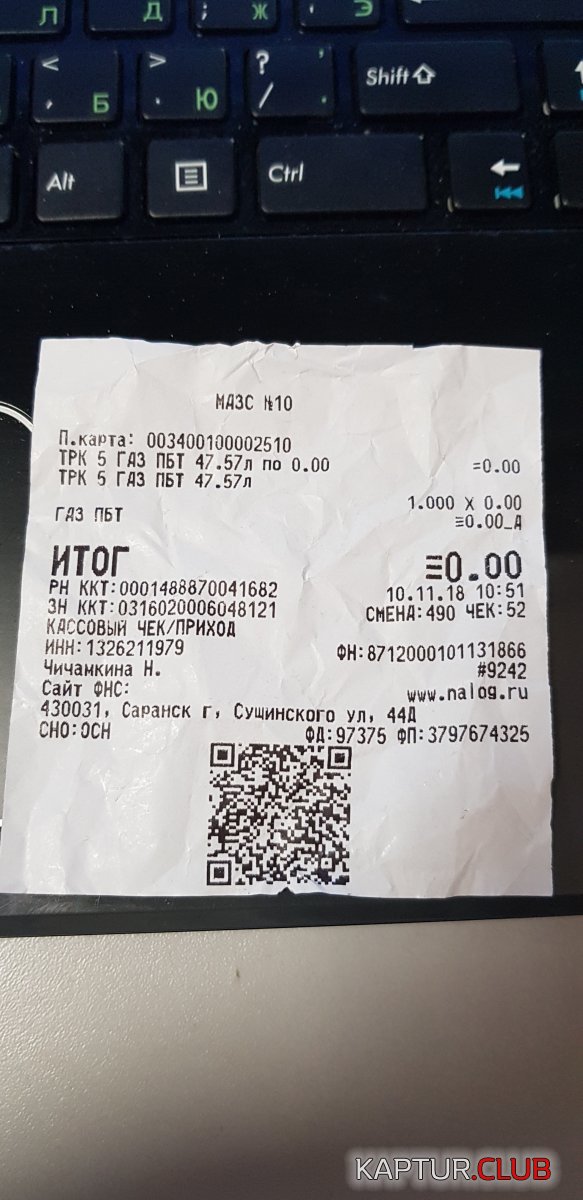 Л Д ; Ж , Э
< , Б > . Ю ? / , . Shift
Alt Ctrl
МАЗС №10
П.карта: 003400100002510
ТРК 5 ГАЗ ПБТ 47.57л по 0.00 =0.00
ТРК 5 ГАЗ ПБТ 47.57л
1.000 X 0.00
ГАЗ ПБТ ≡0.00_А
ИТОГ ≡0.00
РН ККТ:0001488870041682 10.11.18 10:51
ЗН ККТ:0316020006048121 СМЕНА:490 ЧЕК:52
КАССОВЫЙ ЧЕК/ПРИХОД
ИНН:1326211979 ФН:8712000101131866
Чичамкина Н. #9242
Сайт ФНС: www.nalog.ru
430031, Саранск г, Сущинского ул, 44Д
СНО:ОСН ФД:97375 ФП:3797674325
KAPTUR.CLUB